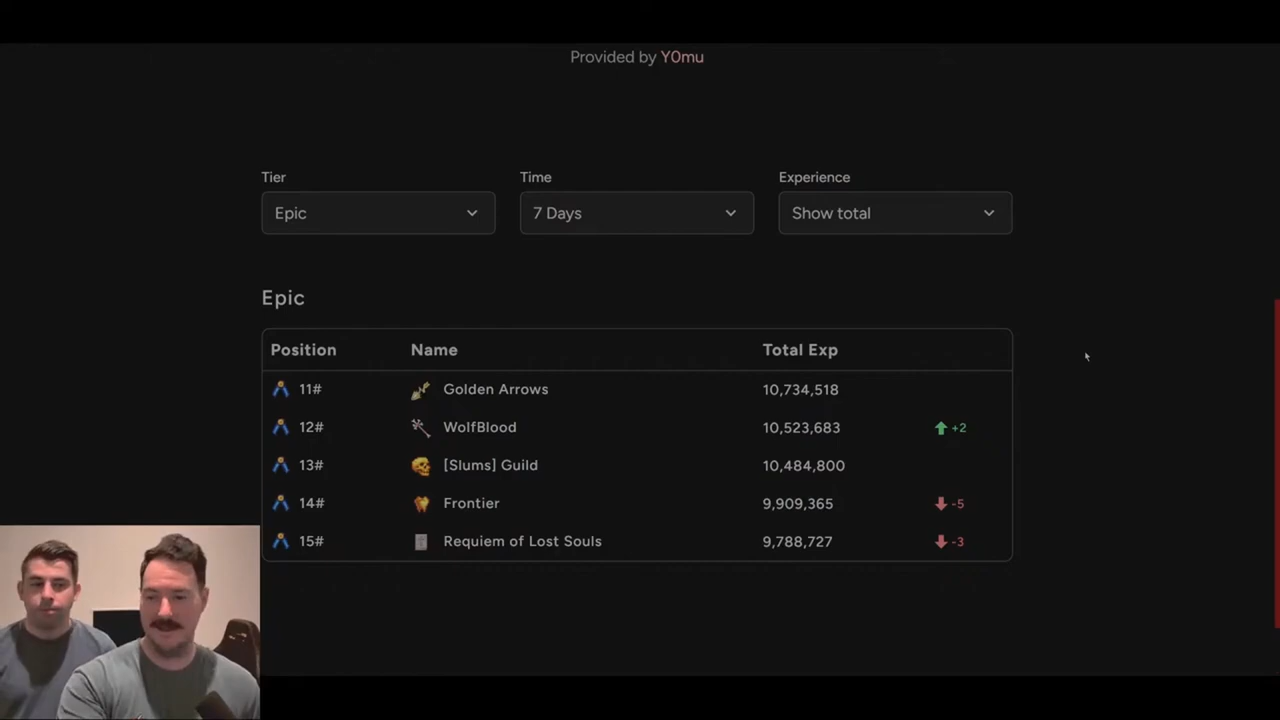 Provided by Y0mu
Tier Time Experience
Epic 7 Days Show total
Epic
Position Name Total Exp
11# Golden Arrows 10,734,518
12# WolfBlood 10,523,683 +2
13# [Slums] Guild 10,484,800
14# Frontier 9,909,365 -5
15# Requiem of Lost Souls 9,788,727 -3